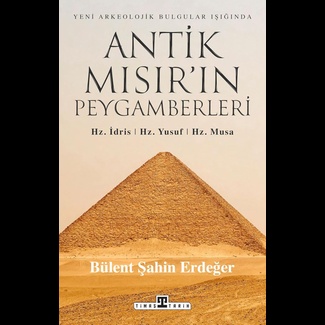 YENİ ARKEOLOJİK BULGULAR IŞIĞINDA
ANTİK
MISIR'IN
PEYGAMBERLERİ
Hz. İdris | Hz. Yusuf | Hz. Musa
Bülent Şahin Erdeğer
TİMAŞ TARİH